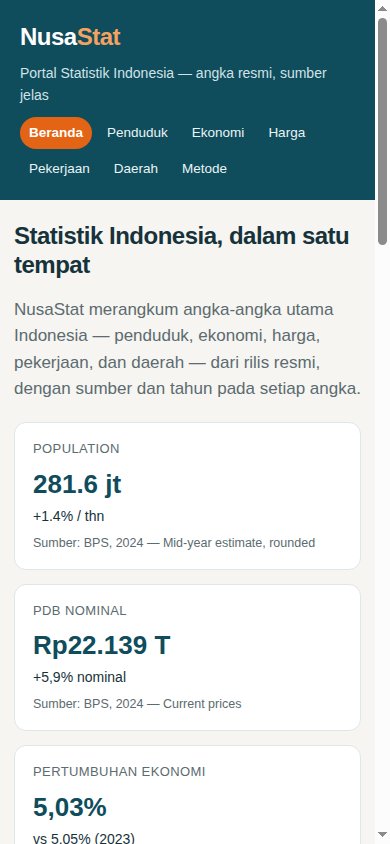 NusaStat
Portal Statistik Indonesia — angka resmi, sumber
jelas
Beranda Penduduk Ekonomi Harga
Pekerjaan Daerah Metode
Statistik Indonesia, dalam satu
tempat
NusaStat merangkum angka-angka utama
Indonesia — penduduk, ekonomi, harga,
pekerjaan, dan daerah — dari rilis resmi,
dengan sumber dan tahun pada setiap angka.
POPULATION
281.6 jt
+1.4% / thn
Sumber: BPS, 2024 — Mid-year estimate, rounded
PDB NOMINAL
Rp22.139 T
+5,9% nominal
Sumber: BPS, 2024 — Current prices
PERTUMBUHAN EKONOMI
5,03%
vs 5.05% (2023)